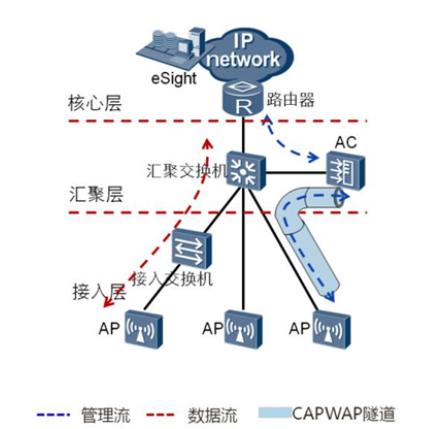 IP
network
eSight
R
路由器
核心层
AC
汇聚交换机
汇聚层
接入交换机
接入层
AP
AP
AP
管理流
数据流
CAPWAP隧道